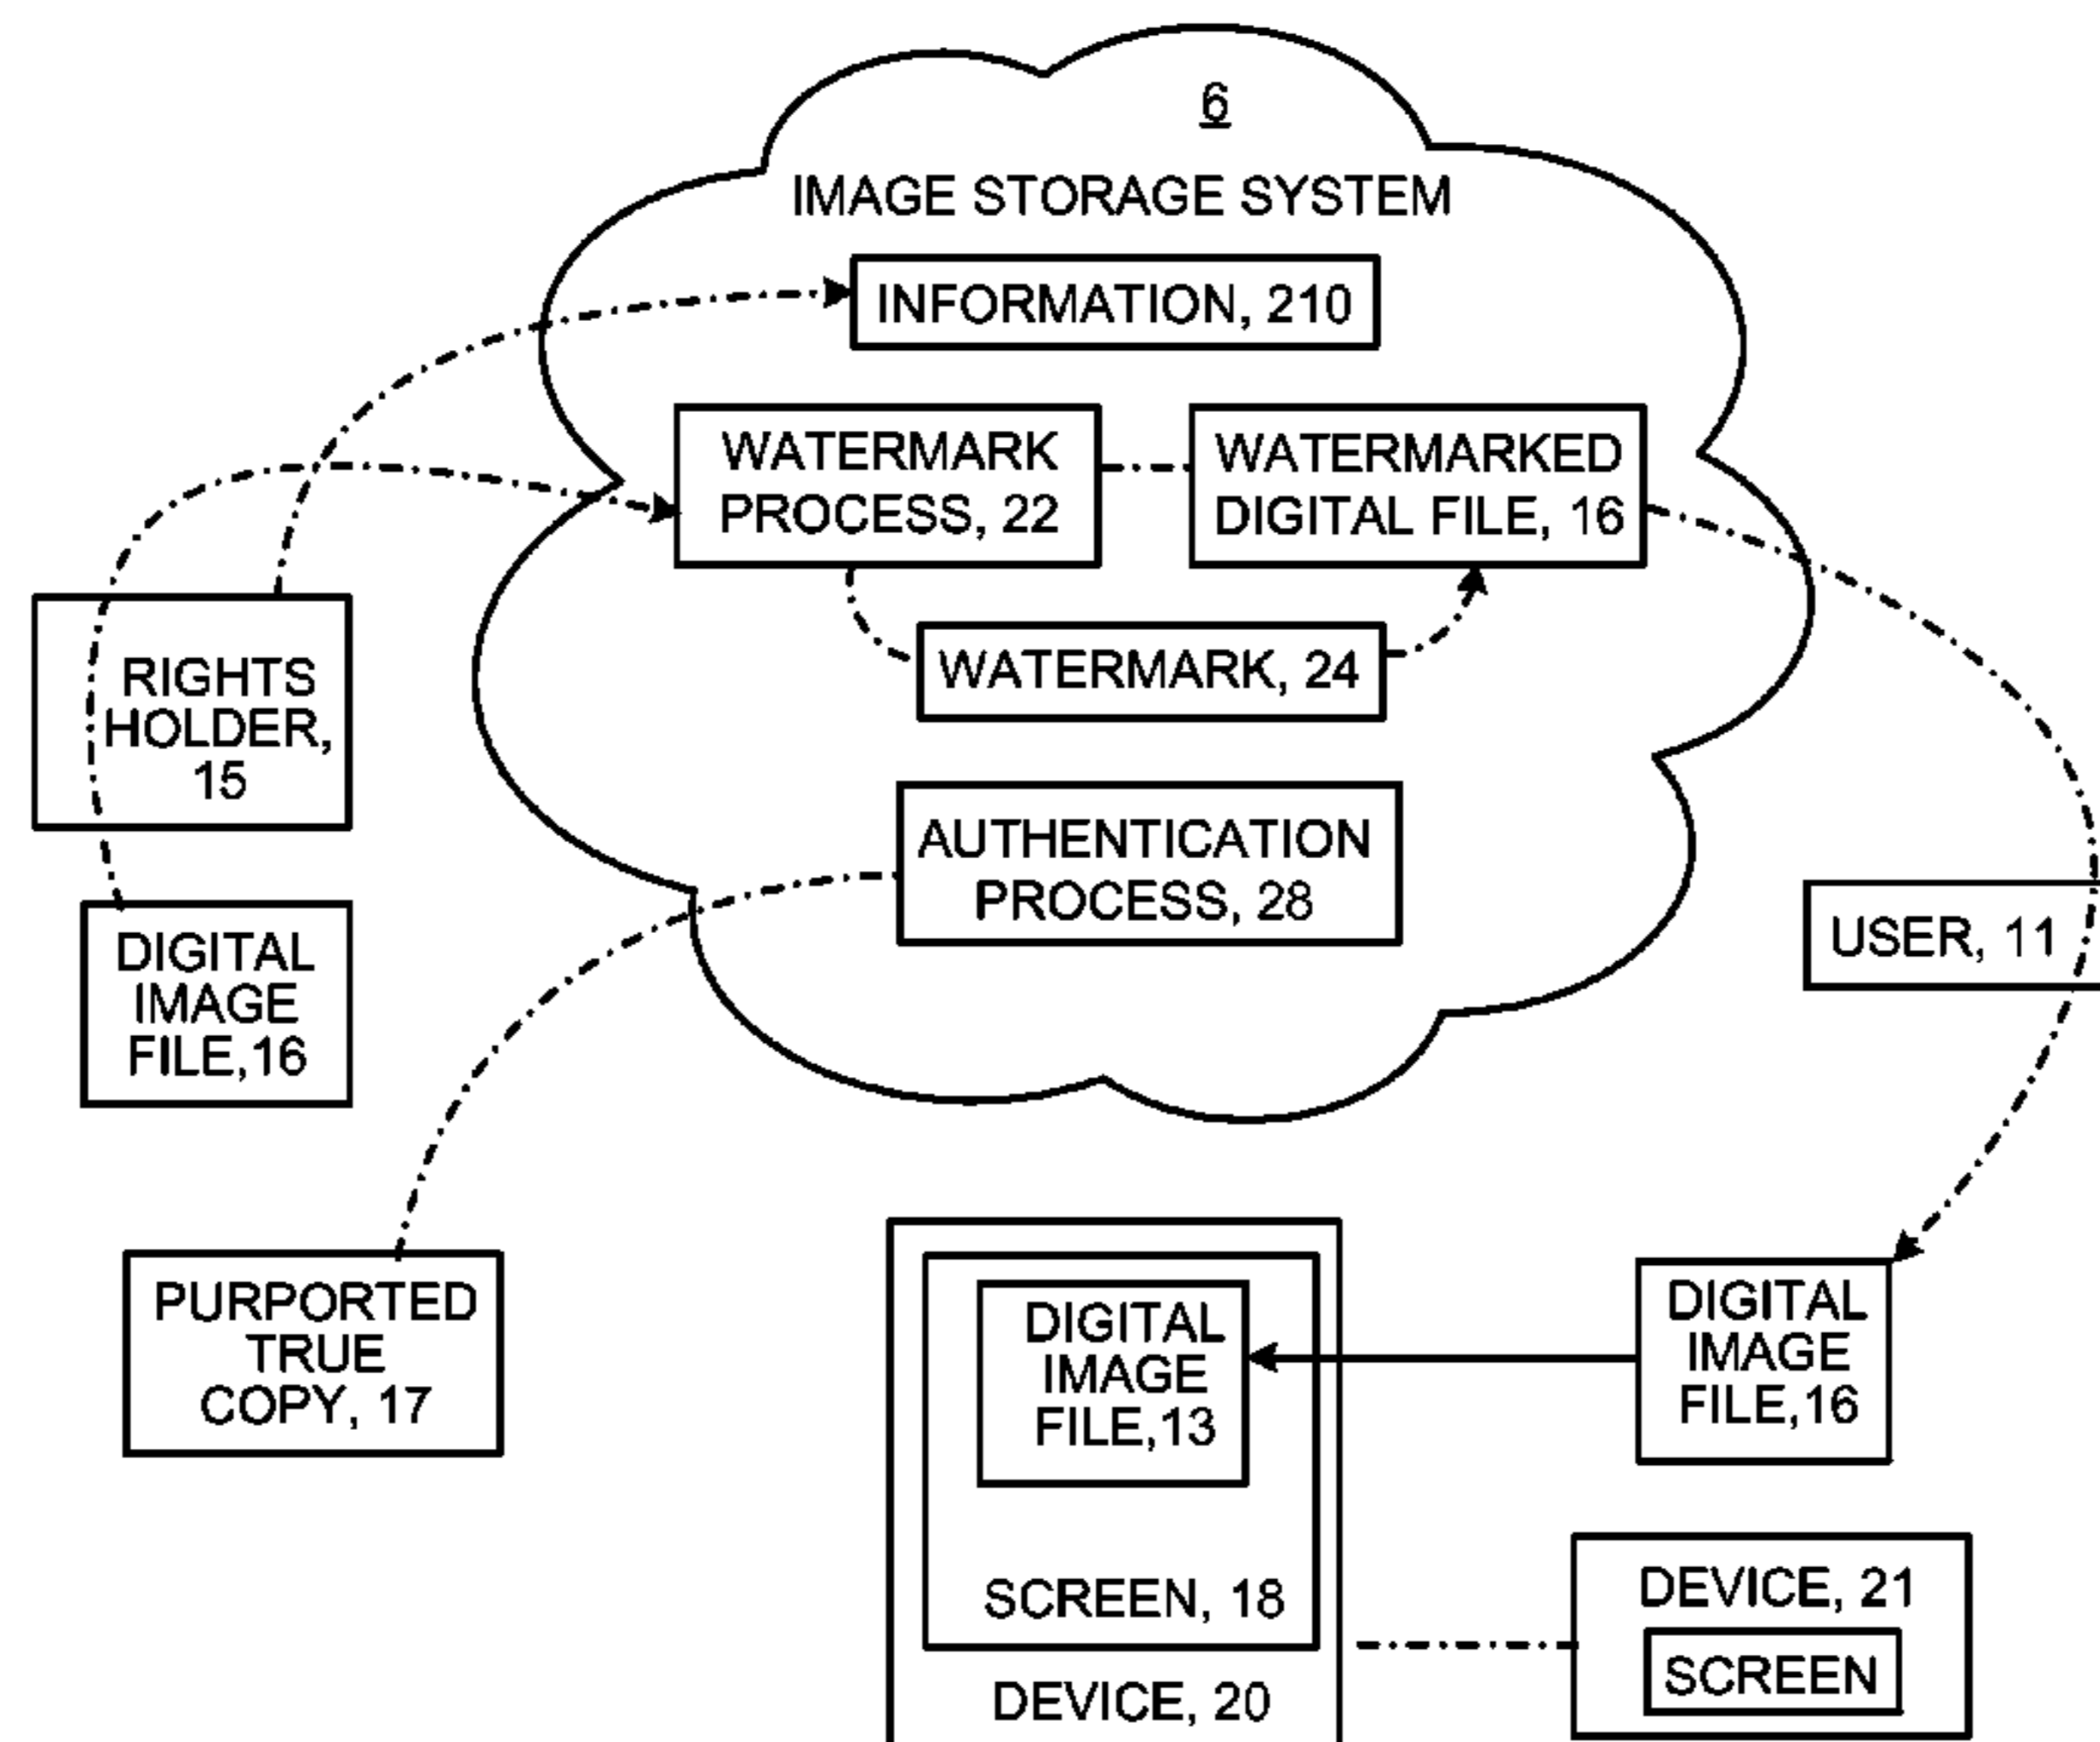 6
IMAGE STORAGE SYSTEM
INFORMATION, 210
WATERMARK
PROCESS, 22
WATERMARKED
DIGITAL FILE, 16
WATERMARK, 24
RIGHTS
HOLDER,
15
AUTHENTICATION
PROCESS, 28
USER, 11
DIGITAL
IMAGE
FILE,16
PURPORTED
TRUE
COPY, 17
DIGITAL
IMAGE
FILE,13
SCREEN, 18
DEVICE, 20
DIGITAL
IMAGE
FILE,16
DEVICE, 21
SCREEN